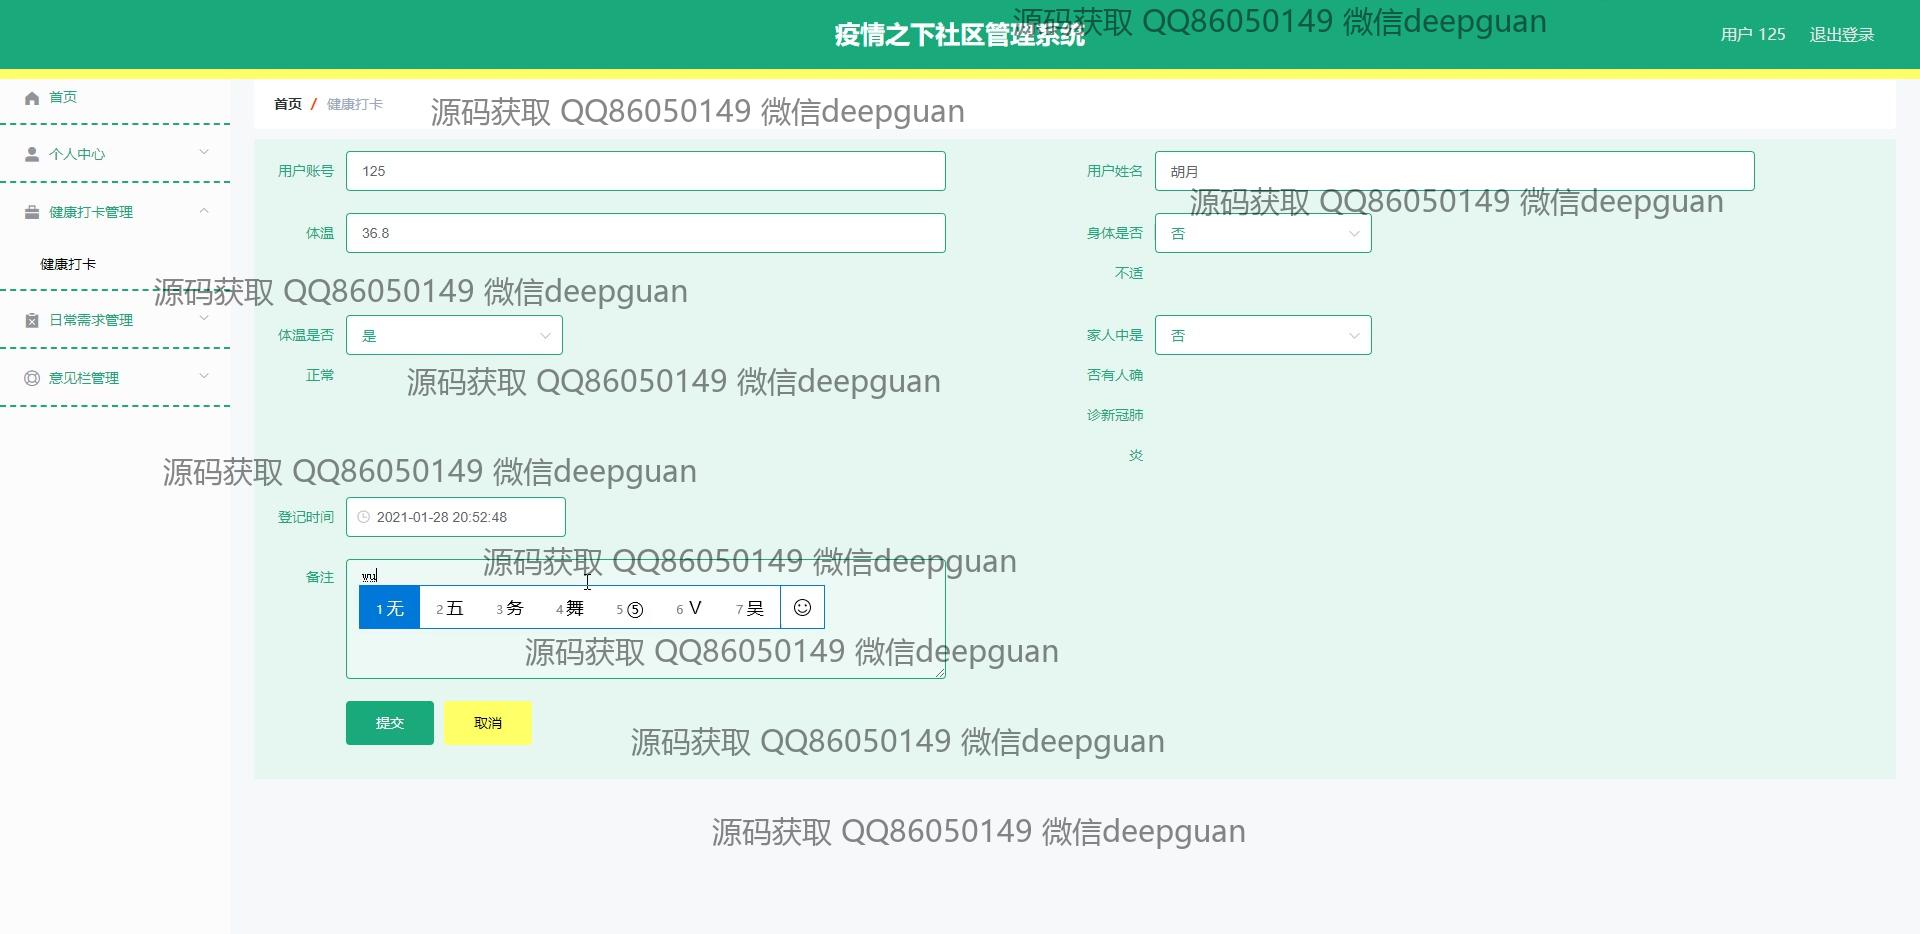 疫情之下社区管理系统
源码获取 QQ86050149 微信deepguan
用户 125
退出登录
首页
个人中心
健康打卡管理
健康打卡
日常需求管理
意见栏管理
首页 / 健康打卡
源码获取 QQ86050149 微信deepguan
用户账号
125
用户姓名
胡月
源码获取 QQ86050149 微信deepguan
体温
36.8
身体是否
不适
否
源码获取 QQ86050149 微信deepguan
体温是否
正常
是
家人中是
否有人确
诊新冠肺
炎
否
源码获取 QQ86050149 微信deepguan
源码获取 QQ86050149 微信deepguan
登记时间
2021-01-28 20:52:48
源码获取 QQ86050149 微信deepguan
备注
wu
1 无 2 五 3 务 4 舞 5 ⑤ 6 V 7 吴
源码获取 QQ86050149 微信deepguan
提交
取消
源码获取 QQ86050149 微信deepguan
源码获取 QQ86050149 微信deepguan